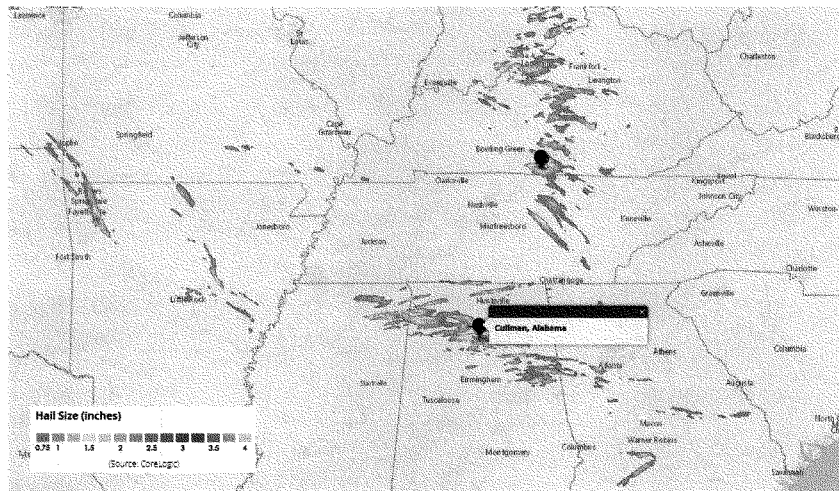 Lawrence
Columbia
Jefferson
City
St
Louis
Frankfort
Lexington
Charleston
Evansville
Springfield
Cape
Girardeau
Bowling Green
Blacksburg
Joplin
Clarksville
Kingsport
Johnson City
Nashville
Knoxville
Winston-
Murfreesboro
Jonesboro
Jackson
Asheville
Fort Smith
Charlotte
Chattanooga
Greenville
Little Rock
Huntsville
Cullman, Alabama
Athens
Columbia
Atlanta
Starkville
Birmingham
Augusta
Tuscaloosa
Macon
North
Warner Robins
Montgomery
Columbus
Savannah
Hail Size (inches)
0.75 1 1.5 2 2.5 3 3.5 4
(Source: CoreLogic)